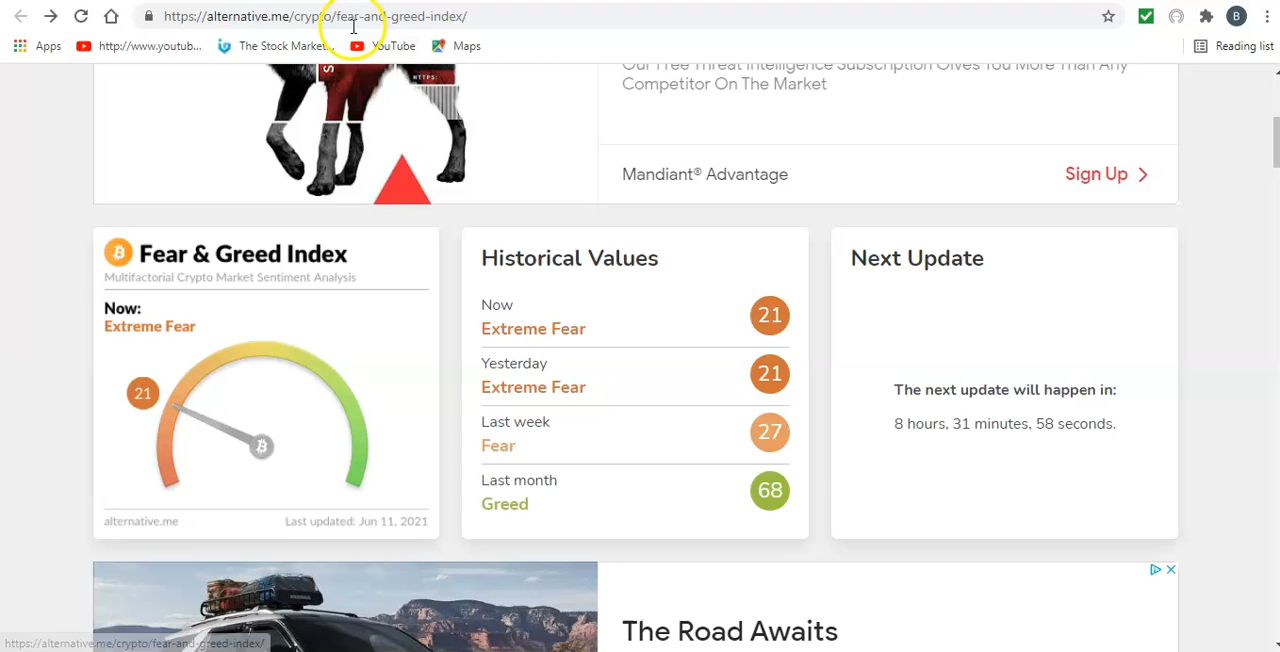 https://alternative.me/crypto/fear-and-greed-index/
B
Apps
http://www.youtub...
The Stock Market...
YouTube
Maps
Reading list
S
HTTPS:
Our Free Threat Intelligence Subscription Gives You More Than Any
Competitor On The Market
Mandiant® Advantage
Sign Up
Fear & Greed Index
Multifactorial Crypto Market Sentiment Analysis
Now:
Extreme Fear
21
alternative.me
Last updated: Jun 11, 2021
Historical Values
Now
Extreme Fear
21
Yesterday
Extreme Fear
21
Last week
Fear
27
Last month
Greed
68
Next Update
The next update will happen in:
8 hours, 31 minutes, 58 seconds.
The Road Awaits
https://alternative.me/crypto/fear-and-greed-index/